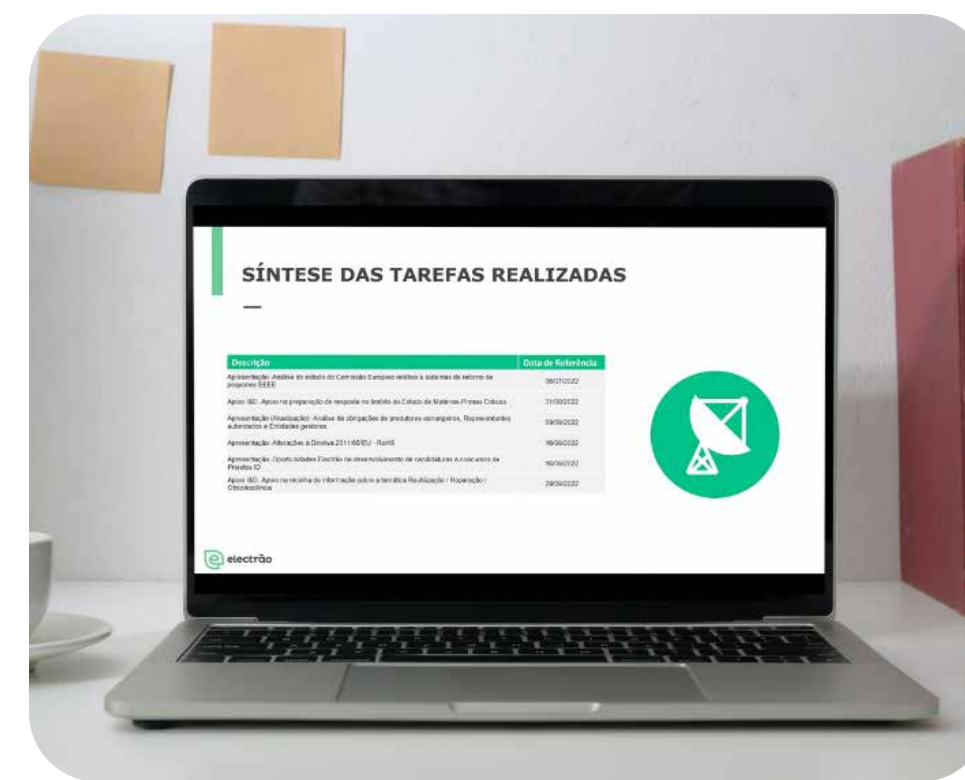 SÍNTESE DAS TAREFAS REALIZADAS
Descrição Data de Referência
Apresentação: Análise do estudo da Comissão Europeia relativo a sistemas de retorno de
pequenos EEEE
Apoio I&D: Apoio na preparação de resposta no âmbito do Estado de Matérias-Primas Críticas
Apresentação (Atualização): Análise de obrigações de produtores estrangeiros, Representantes
autorizados e Entidades gestoras
Apresentação: Alterações à Diretiva 2011/65/EU - RoHS
Apresentação: Oportunidades Electrão de desenvolvimento de candidaturas a concursos de
Projetos ID
Apoio I&D: Apoio na recolha de informação sobre a temática Reutilização / Reparação /
Obsolescência
electrão